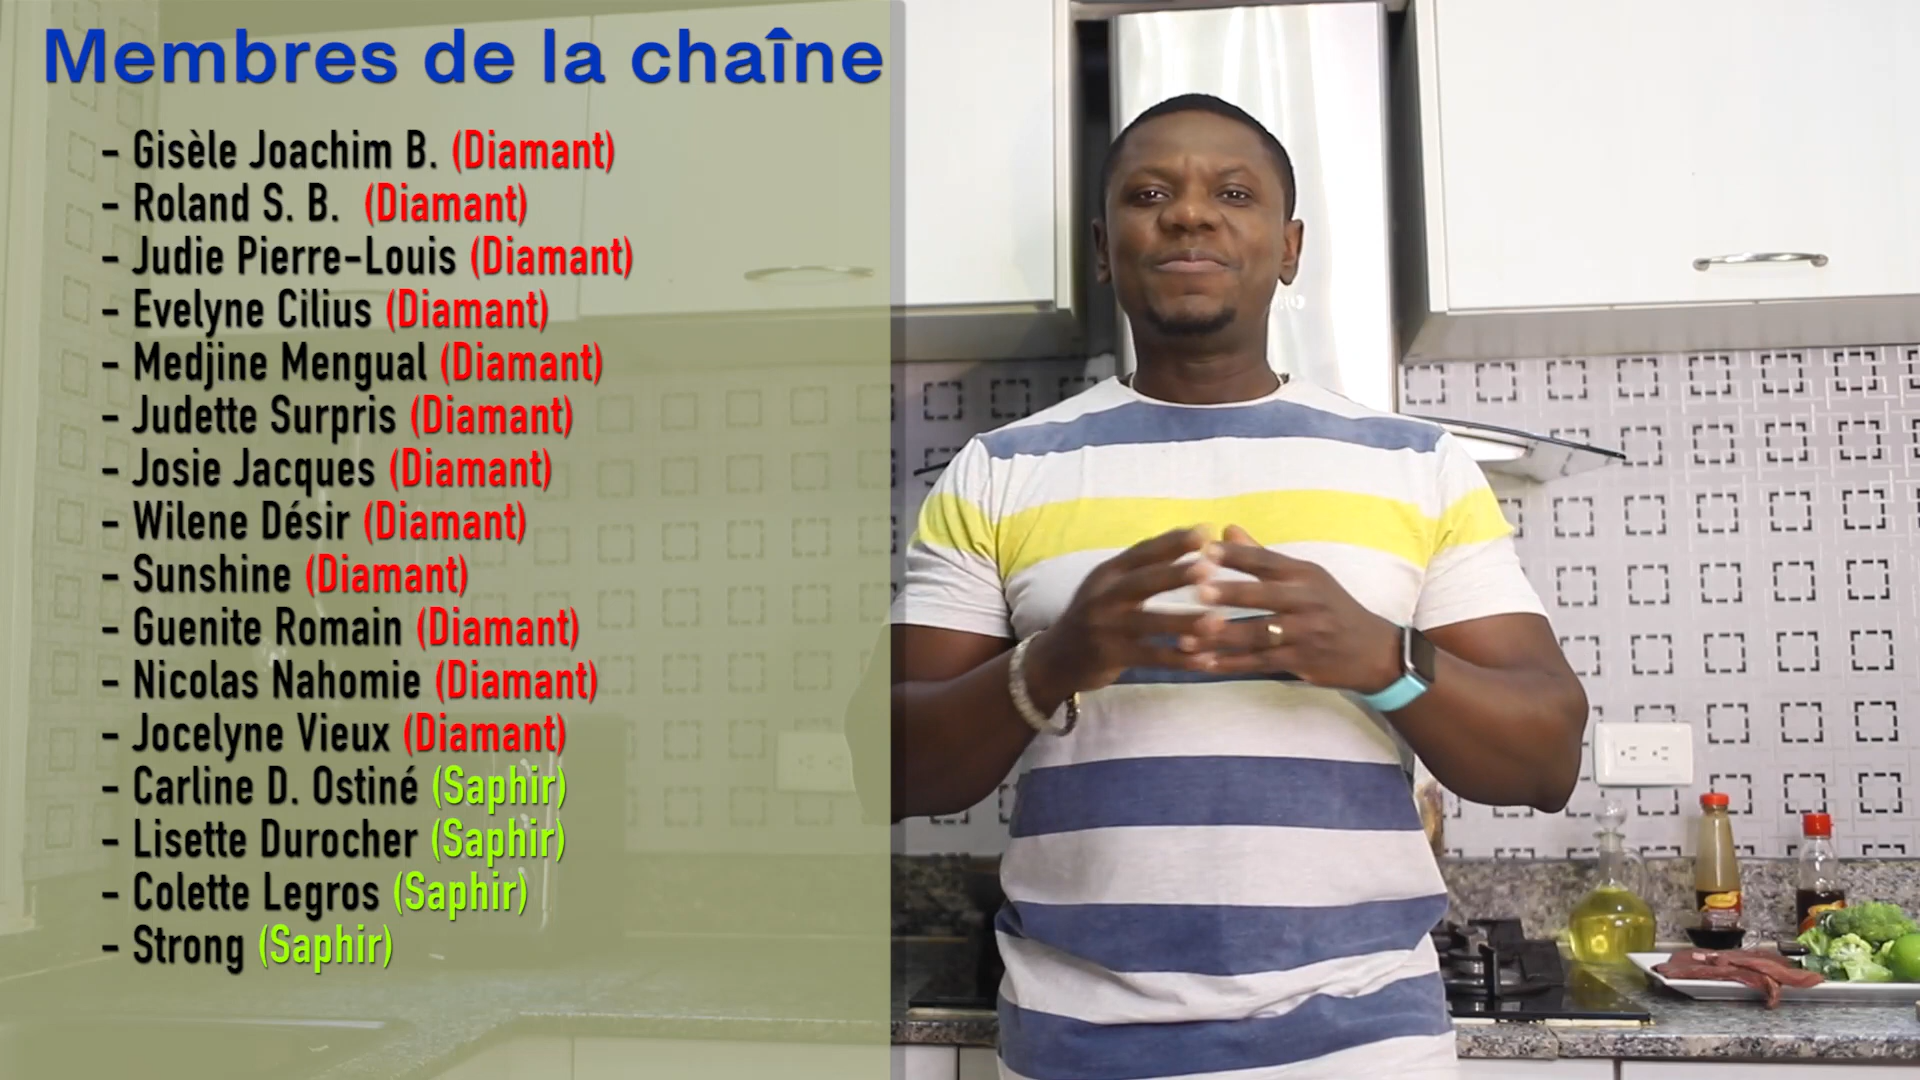 Membres de la chaîne
- Gisèle Joachim B. (Diamant)
- Roland S. B. (Diamant)
- Judie Pierre-Louis (Diamant)
- Evelyne Cilius (Diamant)
- Medjine Mengual (Diamant)
- Judette Surpris (Diamant)
- Josie Jacques (Diamant)
- Wilene Désir (Diamant)
- Sunshine (Diamant)
- Guenite Romain (Diamant)
- Nicolas Nahomie (Diamant)
- Jocelyne Vieux (Diamant)
- Carline D. Ostiné (Saphir)
- Lisette Durocher (Saphir)
- Colette Legros (Saphir)
- Strong (Saphir)